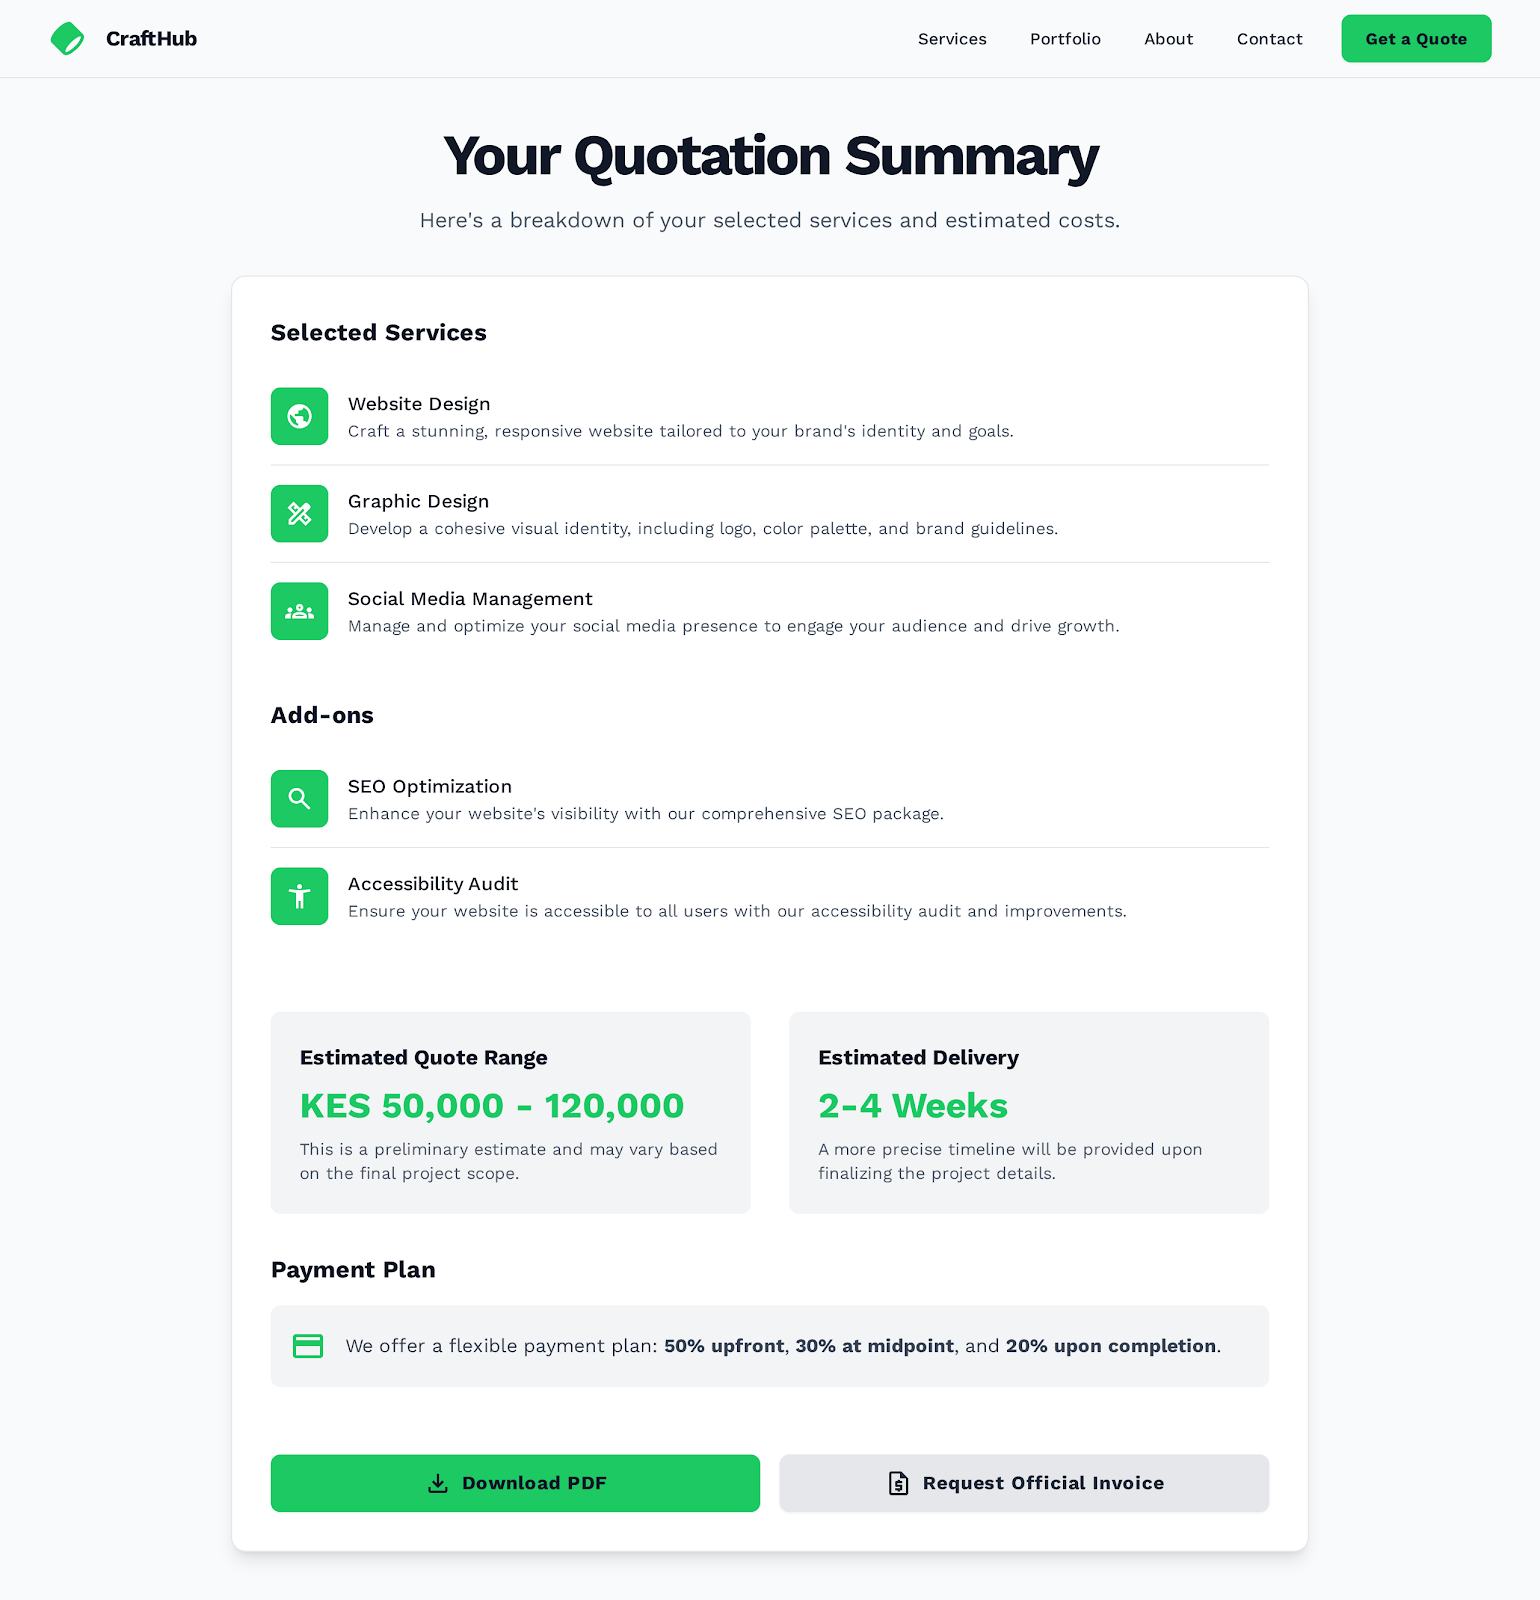 CraftHub
Services
Portfolio
About
Contact
Get a Quote
Your Quotation Summary
Here's a breakdown of your selected services and estimated costs.
Selected Services
Website Design
Craft a stunning, responsive website tailored to your brand's identity and goals.
Graphic Design
Develop a cohesive visual identity, including logo, color palette, and brand guidelines.
Social Media Management
Manage and optimize your social media presence to engage your audience and drive growth.
Add-ons
SEO Optimization
Enhance your website's visibility with our comprehensive SEO package.
Accessibility Audit
Ensure your website is accessible to all users with our accessibility audit and improvements.
Estimated Quote Range
KES 50,000 - 120,000
This is a preliminary estimate and may vary based
on the final project scope.
Estimated Delivery
2-4 Weeks
A more precise timeline will be provided upon
finalizing the project details.
Payment Plan
We offer a flexible payment plan: 50% upfront, 30% at midpoint, and 20% upon completion.
Download PDF
Request Official Invoice